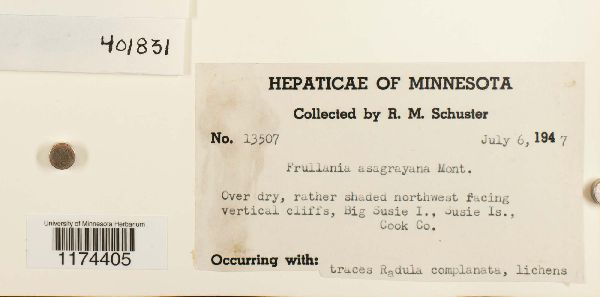 401831
HEPATICAE OF MINNESOTA
Collected by R. M. Schuster
No. 13507 July 6, 1947
Frullania asagrayana Mont.
Over dry, rather shaded northwest facing
vertical cliffs, Big Susie I., Susie Is.,
Cook Co.
Occurring with: traces Radula complanata, lichens
University of Minnesota Herbarium
1174405